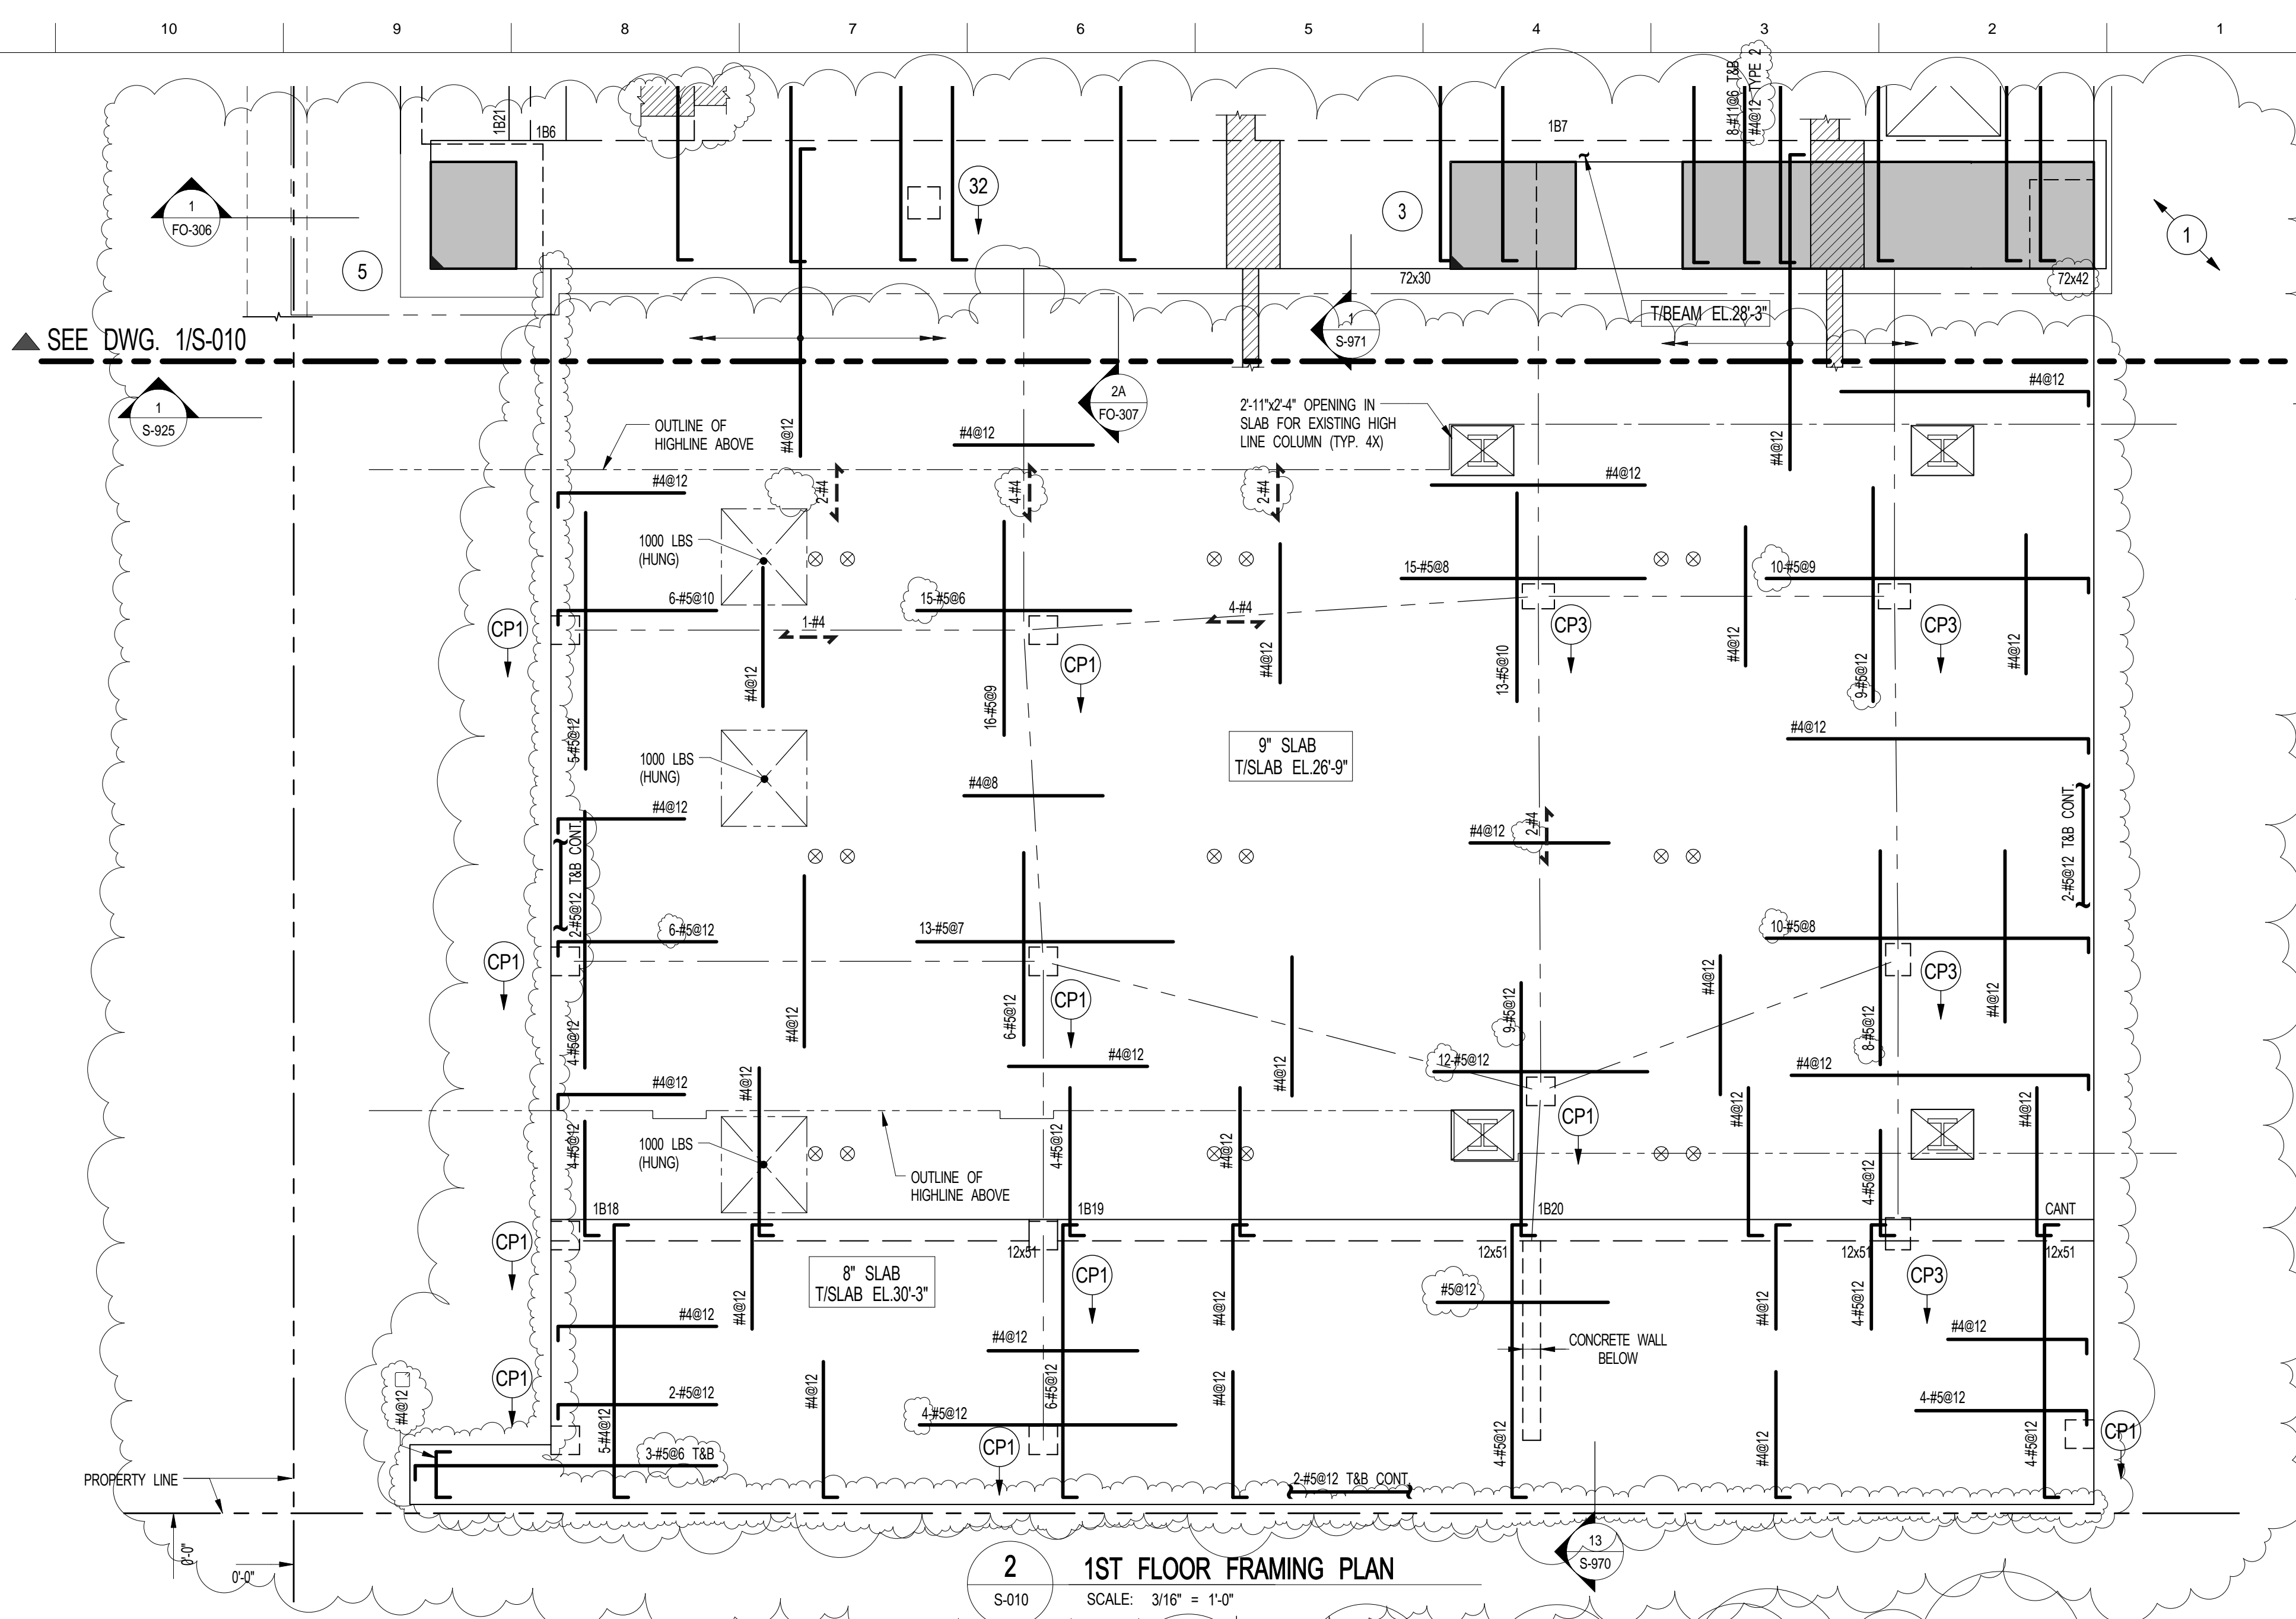 10 9 8 7 6 5 4 3 2 1
8-#11@6 T&B
#4@12 TYPE 2
1B21
1B6
1B7
1
FO-306
32
3
1
5
72x30
72x42
T/BEAM EL.28'-3"
1
S-971
SEE DWG. 1/S-010
1
S-925
2A
FO-307
#4@12
2'-11"x2'-4" OPENING IN
SLAB FOR EXISTING HIGH
LINE COLUMN (TYP. 4X)
OUTLINE OF
HIGHLINE ABOVE
#4@12
#4@12
#4@12
#4@12
#4@12
2-#4
4-#4
2-#4
1000 LBS
(HUNG)
15-#5@8
10-#5@9
6-#5@10
15-#5@6
1-#4
4-#4
CP1
CP1
CP3
CP3
#4@12
#4@12
#4@12
#4@12
13-#5@10
9-#5@12
16-#5@9
5-#5@12
#4@12
9" SLAB
T/SLAB EL.26'-9"
1000 LBS
(HUNG)
#4@8
#4@12
2-#5@12 T&B CONT.
#4@12
2-#4
2-#5@12 T&B CONT.
6-#5@12
13-#5@7
10-#5@8
CP1
CP1
CP3
#4@12
#4@12
4-#5@12
#4@12
6-#5@12
9-#5@12
8-#5@12
#4@12
12-#5@12
#4@12
#4@12
#4@12
#4@12
CP1
#4@12
#4@12
4-#5@12
4-#5@12
#4@12
1000 LBS
(HUNG)
OUTLINE OF
HIGHLINE ABOVE
4-#5@12
1B18
1B19
1B20
CANT
CP1
12x51
12x51
12x51
12x51
8" SLAB
T/SLAB EL.30'-3"
CP1
CP3
#5@12
#4@12
#4@12
#4@12
4-#5@12
#4@12
#4@12
#4@12
CONCRETE WALL
BELOW
CP1
#4@12
2-#5@12
#4@12
6-#5@12
#4@12
4-#5@12
4-#5@12
5-#4@12
3-#5@6 T&B
CP1
4-#5@12
#4@12
4-#5@12
CP1
PROPERTY LINE
2-#5@12 T&B CONT.
0'-0"
0'-0"
2
S-010
1ST FLOOR FRAMING PLAN
SCALE: 3/16" = 1'-0"
13
S-970